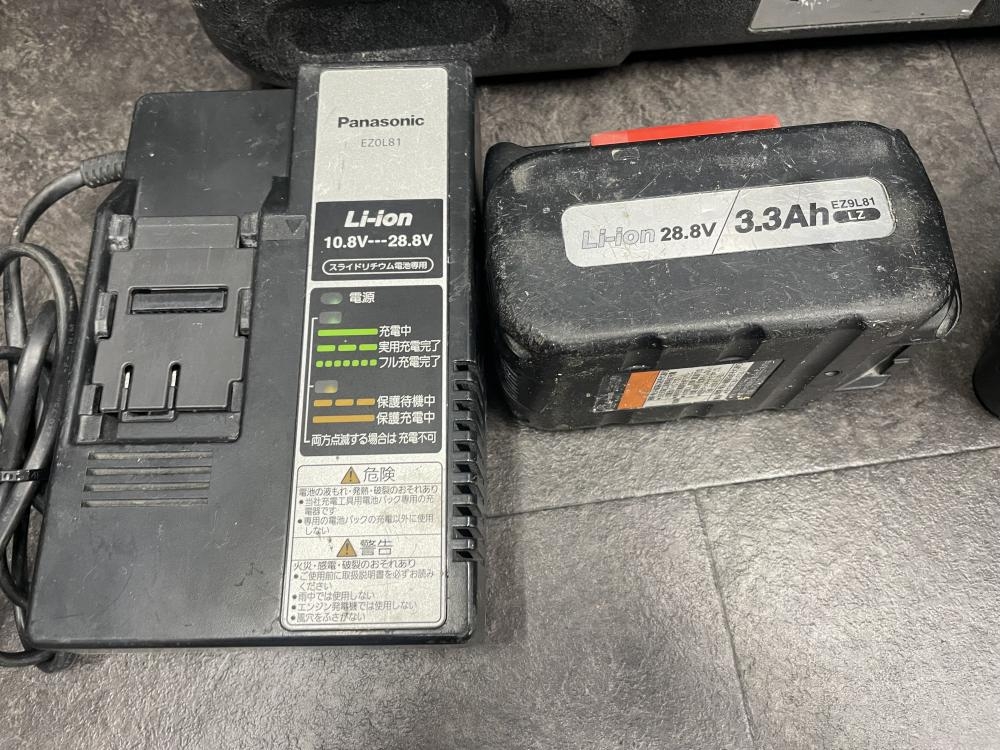 Panasonic
EZ0L81
Li-ion
10.8V---28.8V
スライドリチウム電池専用
電源
充電中
実用充電完了
フル充電完了
保護待機中
保護充電中
両方点滅する場合は充電不可
危険
電池の液もれ・発熱・破裂のおそれあり
●当社充電工具用電池パック専用の充
電器です
●専用の電池パックの充電以外に使用
しない
警告
火災・感電・破裂のおそれあり
●ご使用前に取扱説明書を必ずお読み
ください
●雨中では使用しない
●エンジン発電機では使用しない
●風穴をふさがない
Li-ion 28.8V / 3.3Ah EZ9L81
LZ